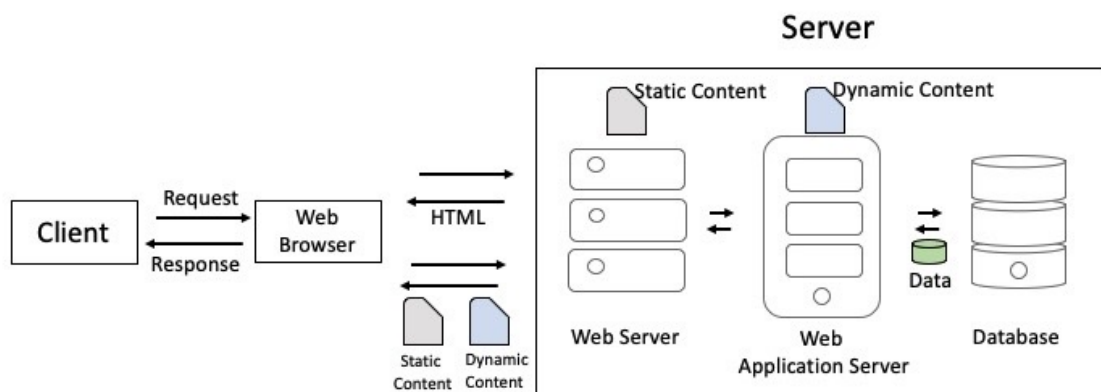 Server
Static Content
Dynamic Content
Request
Client
Web
Browser
HTML
Response
Data
Static
Content
Dynamic
Content
Web Server
Web
Application Server
Database